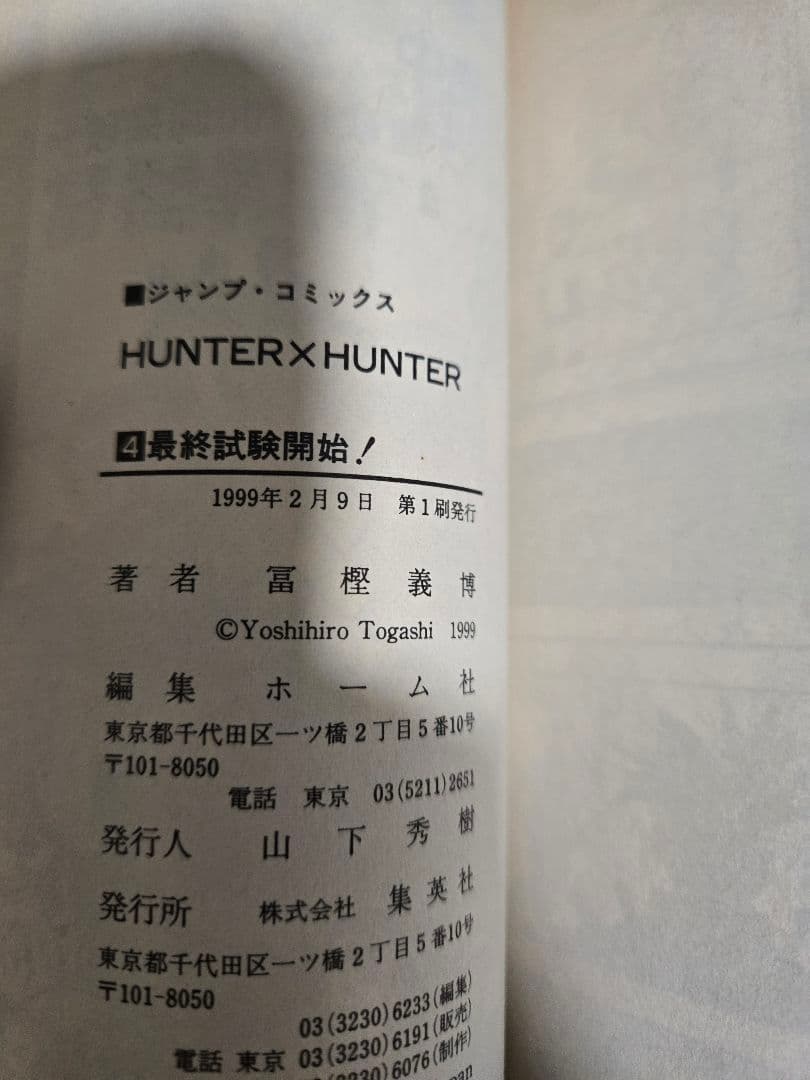 ■ジャンプ・コミックス
HUNTER×HUNTER
4最終試験開始！
1999年2月9日 第1刷発行
著者 冨樫義博
©Yoshihiro Togashi 1999
編集 ホーム社
東京都千代田区一ツ橋2丁目5番10号
〒101-8050
電話 東京 03(5211)2651
発行人 山下秀樹
発行所 株式会社 集英社
東京都千代田区一ツ橋2丁目5番10号
〒101-8050
03(3230)6233(編集)
電話 東京 03(3230)6191(販売)
03(3230)6076(制作)